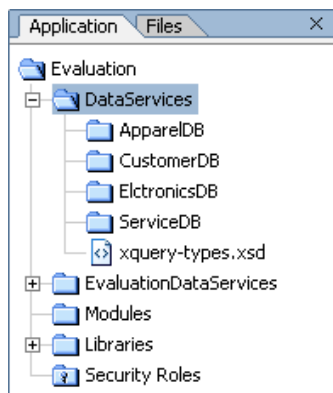 Application Files
Evaluation
DataServices
ApparelDB
CustomerDB
ElctronicsDB
ServiceDB
xquery-types.xsd
EvaluationDataServices
Modules
Libraries
Security Roles